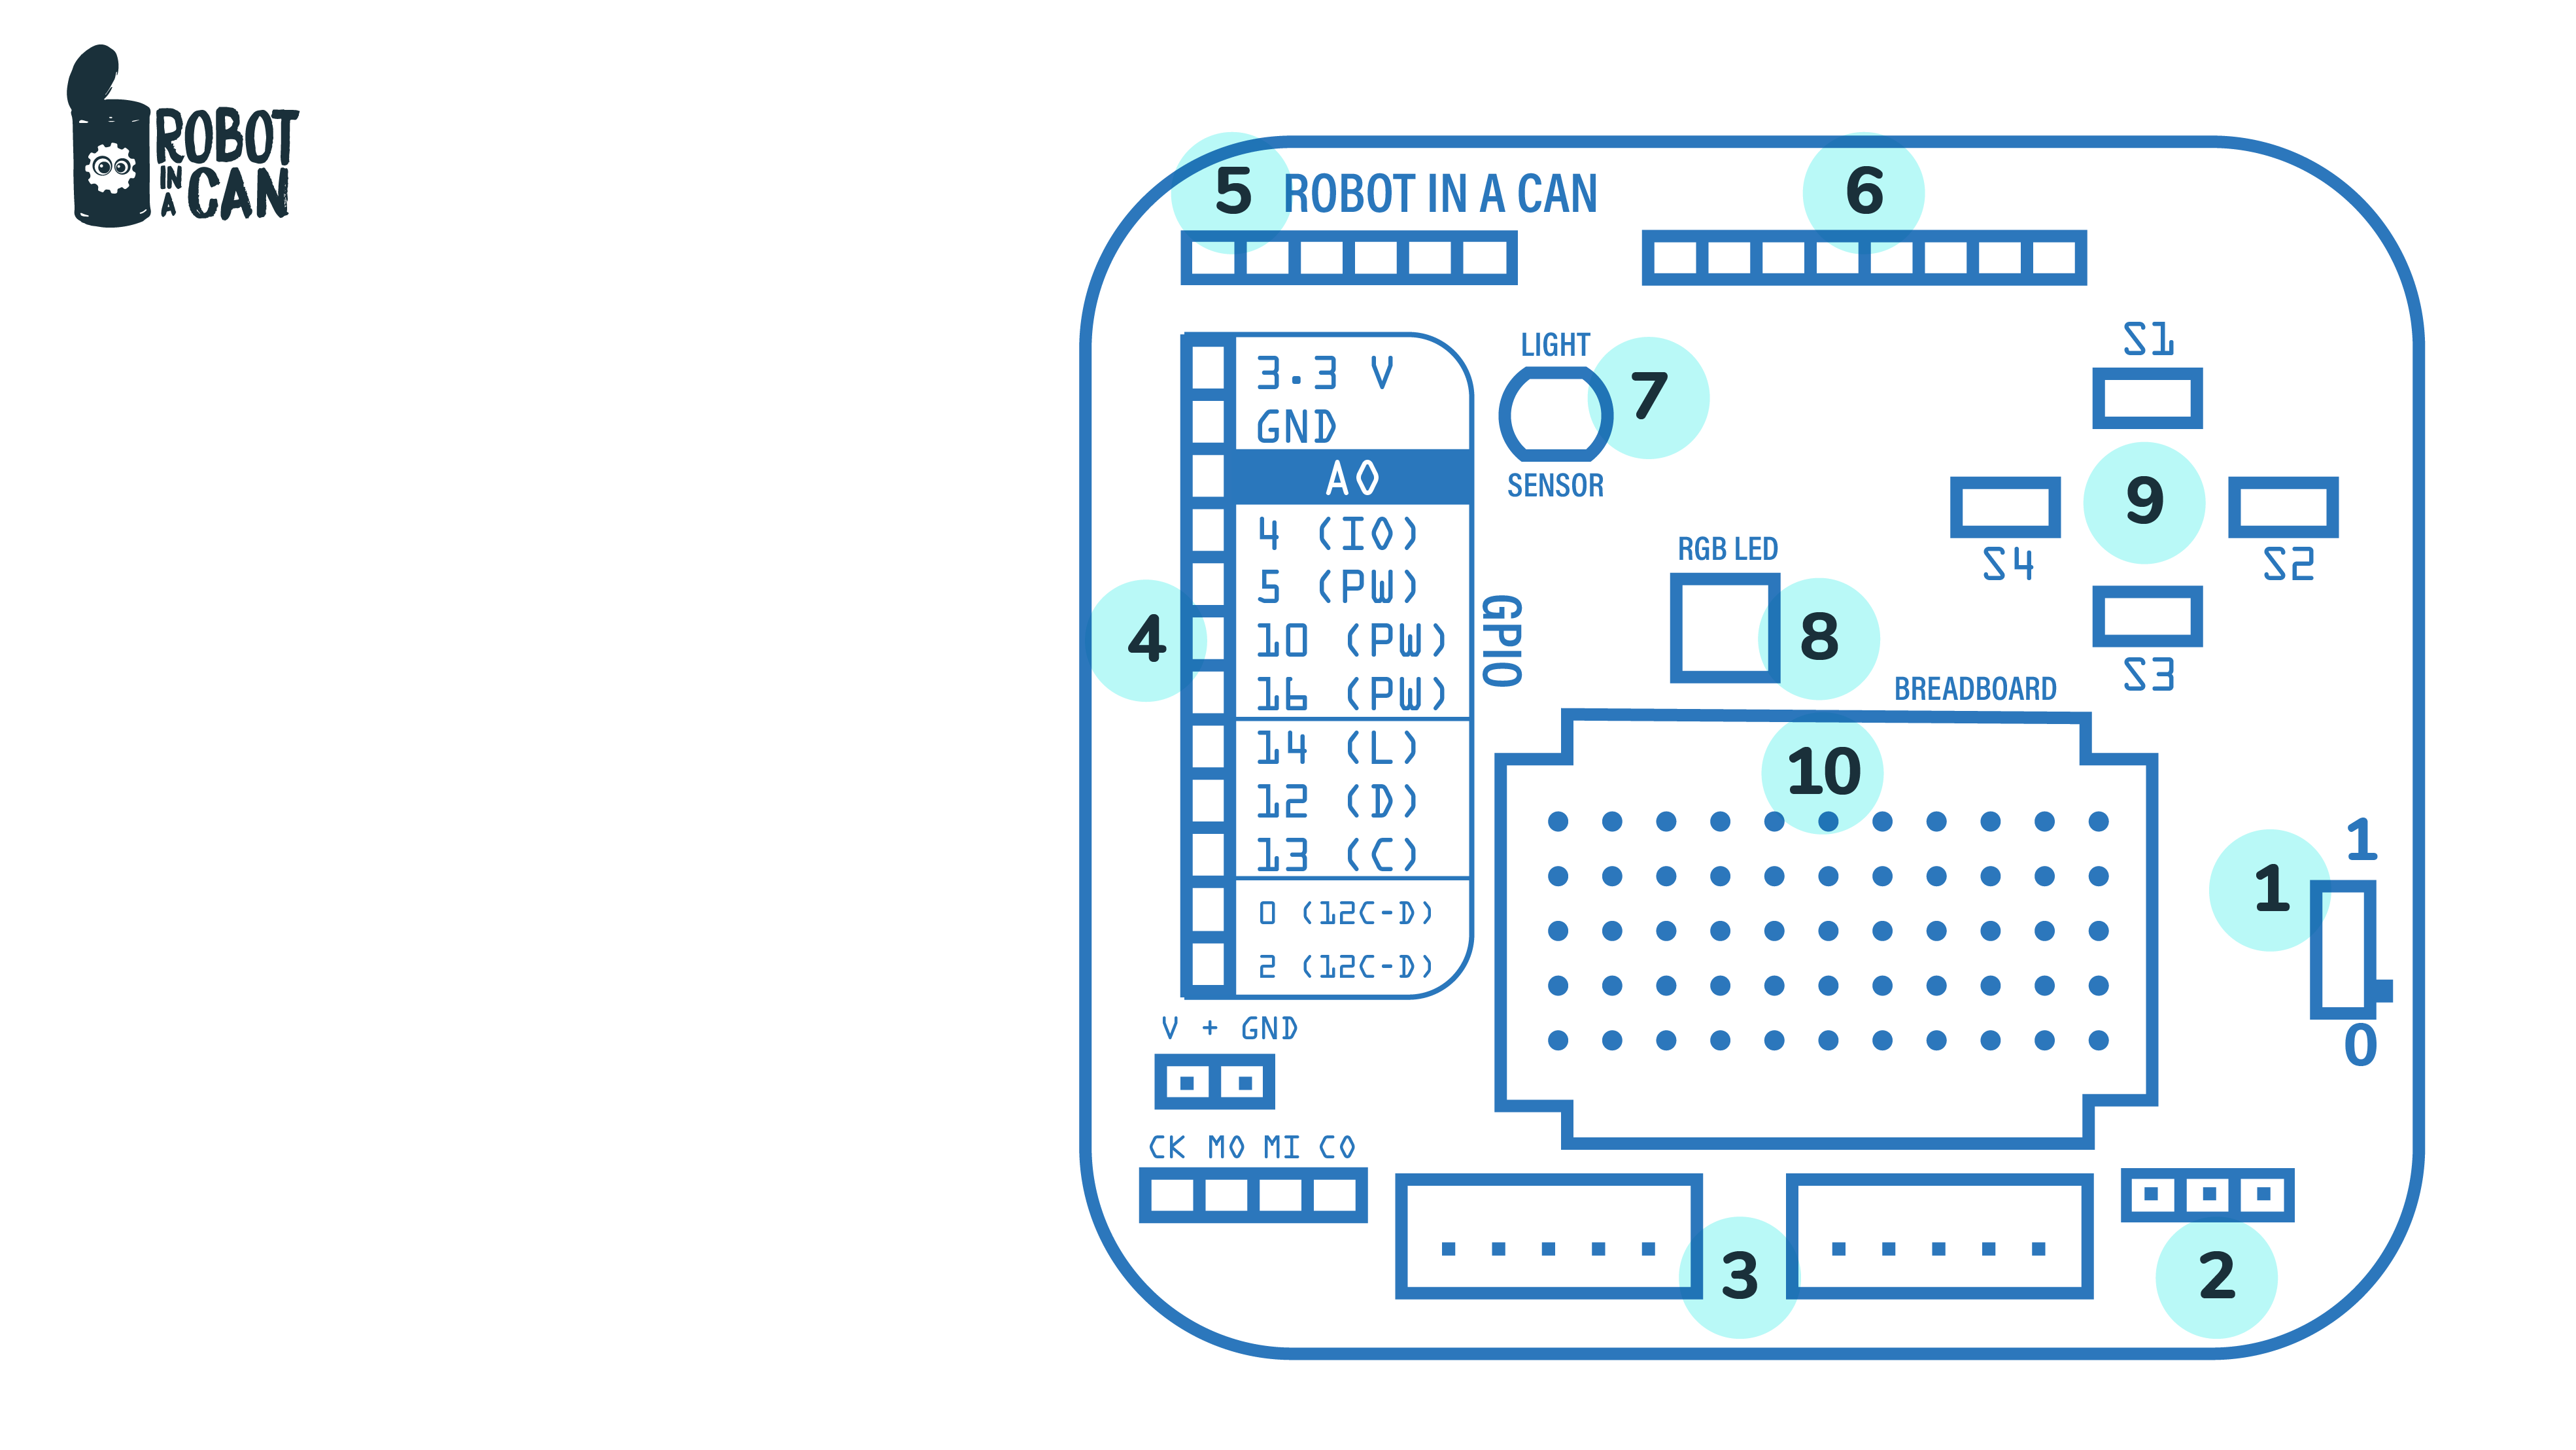 ROBOT
IN
A
CAN
5
ROBOT IN A CAN
6
LIGHT
7
SENSOR
3.3 V
GND
A0
4 (IO)
5 (PW)
10 (PW)
16 (PW)
14 (L)
12 (D)
13 (C)
0 (12C-D)
2 (12C-D)
4
GPIO
S1
9
S4
S2
S3
RGB LED
8
BREADBOARD
10
1
1
0
V + GND
CK MO MI CO
3
2